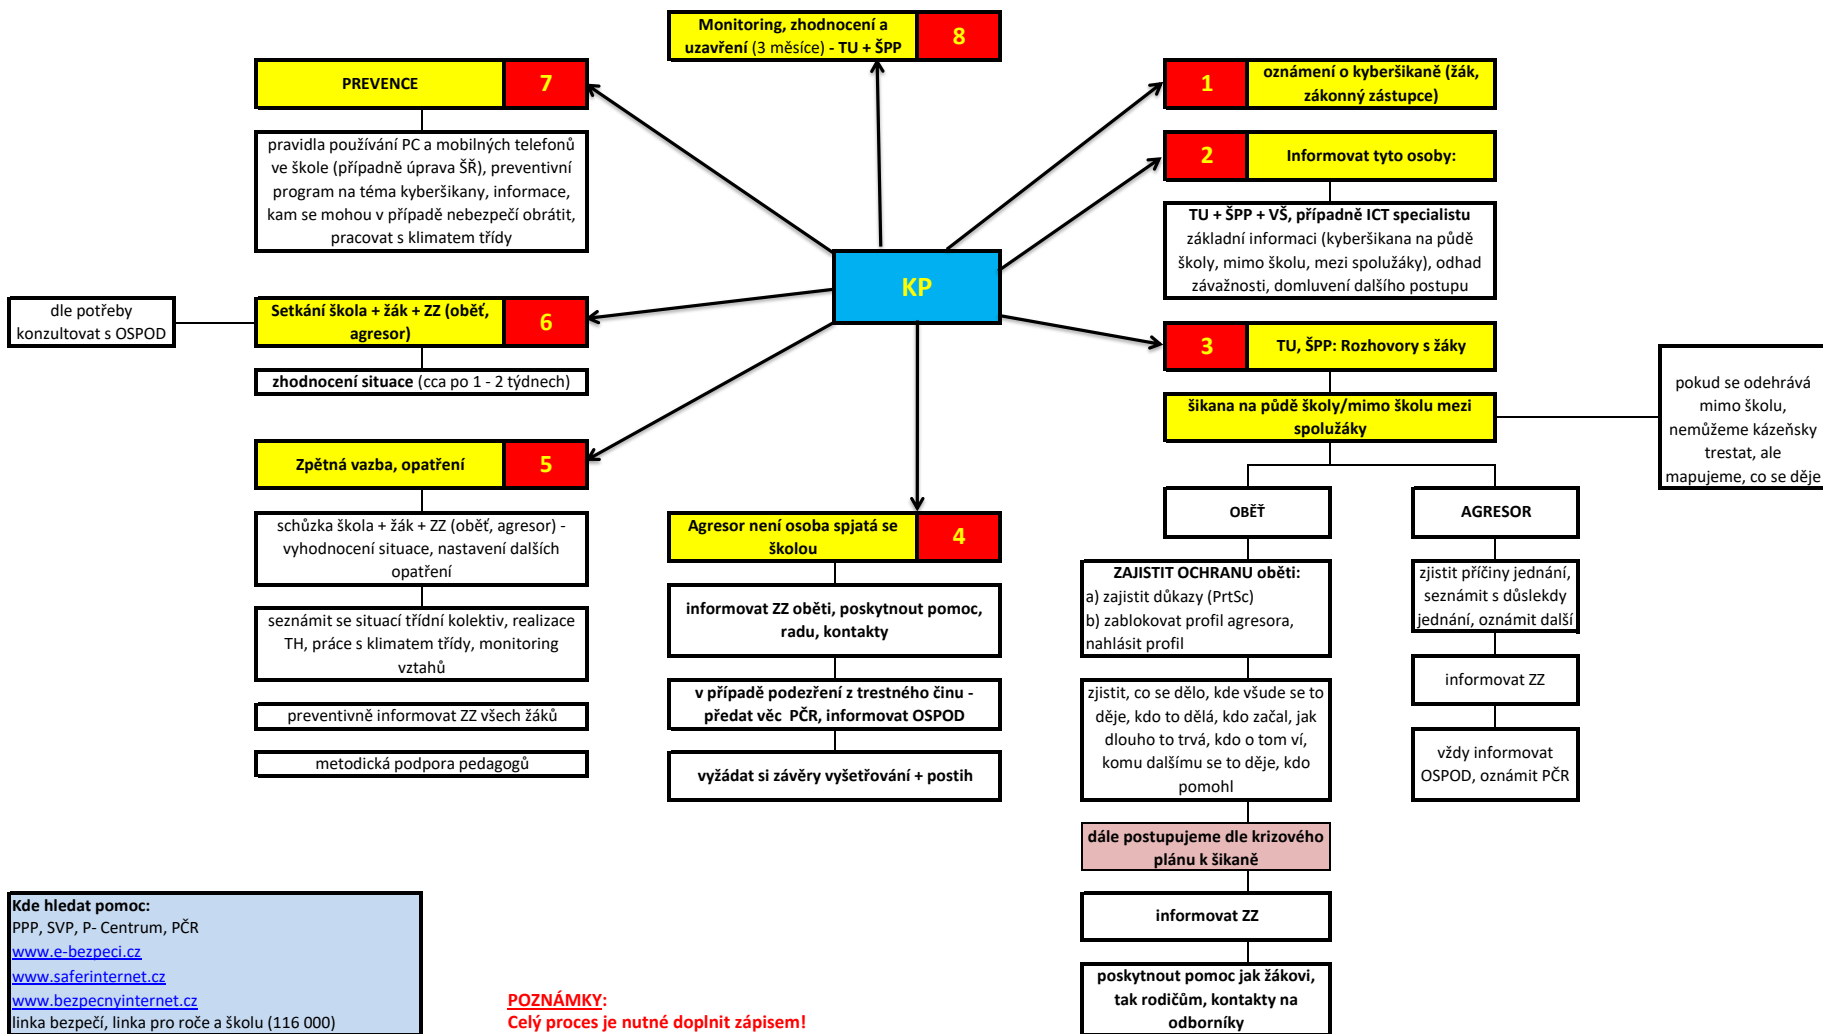 Monitoring, zhodnocení a
uzavření (3 měsíce) - TU + ŠPP
8
PREVENCE
7
pravidla používání PC a mobilných telefonů
ve škole (případně úprava ŠŘ), preventivní
program na téma kyberšikany, informace,
kam se mohou v případě nebezpečí obrátit,
pracovat s klimatem třídy
1
oznámení o kyberšikaně (žák,
zákonný zástupce)
2
Informovat tyto osoby:
TU + ŠPP + VŠ, případně ICT specialistu
základní informaci (kyberšikana na půdě
školy, mimo školu, mezi spolužáky), odhad
závažnosti, domluvení dalšího postupu
KP
dle potřeby
konzultovat s OSPOD
Setkání škola + žák + ZZ (oběť,
agresor)
6
zhodnocení situace (cca po 1 - 2 týdnech)
3
TU, ŠPP: Rozhovory s žáky
šikana na půdě školy/mimo školu mezi
spolužáky
pokud se odehrává
mimo školu,
nemůžeme kázeňsky
trestat, ale
mapujeme, co se děje
Zpětná vazba, opatření
5
schůzka škola + žák + ZZ (oběť, agresor) -
vyhodnocení situace, nastavení dalších
opatření
seznámit se situací třídní kolektiv, realizace
TH, práce s klimatem třídy, monitoring
vztahů
preventivně informovat ZZ všech žáků
metodická podpora pedagogů
Agresor není osoba spjatá se
školou
4
informovat ZZ oběti, poskytnout pomoc,
radu, kontakty
v případě podezření z trestného činu -
předat věc  PČR, informovat OSPOD
vyžádat si závěry vyšetřování + postih
OBĚŤ
ZAJISTIT OCHRANU oběti:
a) zajistit důkazy (PrtSc)
b) zablokovat profil agresora,
nahlásit profil
zjistit, co se dělo, kde všude se to
děje, kdo to dělá, kdo začal, jak
dlouho to trvá, kdo o tom ví,
komu dalšímu se to děje, kdo
pomohl
dále postupujeme dle krizového
plánu k šikaně
informovat ZZ
poskytnout pomoc jak žákovi,
tak rodičům, kontakty na
odborníky
AGRESOR
zjistit příčiny jednání,
seznámit s důslekdy
jednání, oznámit další
informovat ZZ
vždy informovat
OSPOD, oznámit PČR
Kde hledat pomoc:
PPP, SVP, P- Centrum, PČR
www.e-bezpeci.cz
www.saferinternet.cz
www.bezpecnyinternet.cz
linka bezpečí, linka pro roče a školu (116 000)
POZNÁMKY:
Celý proces je nutné doplnit zápisem!